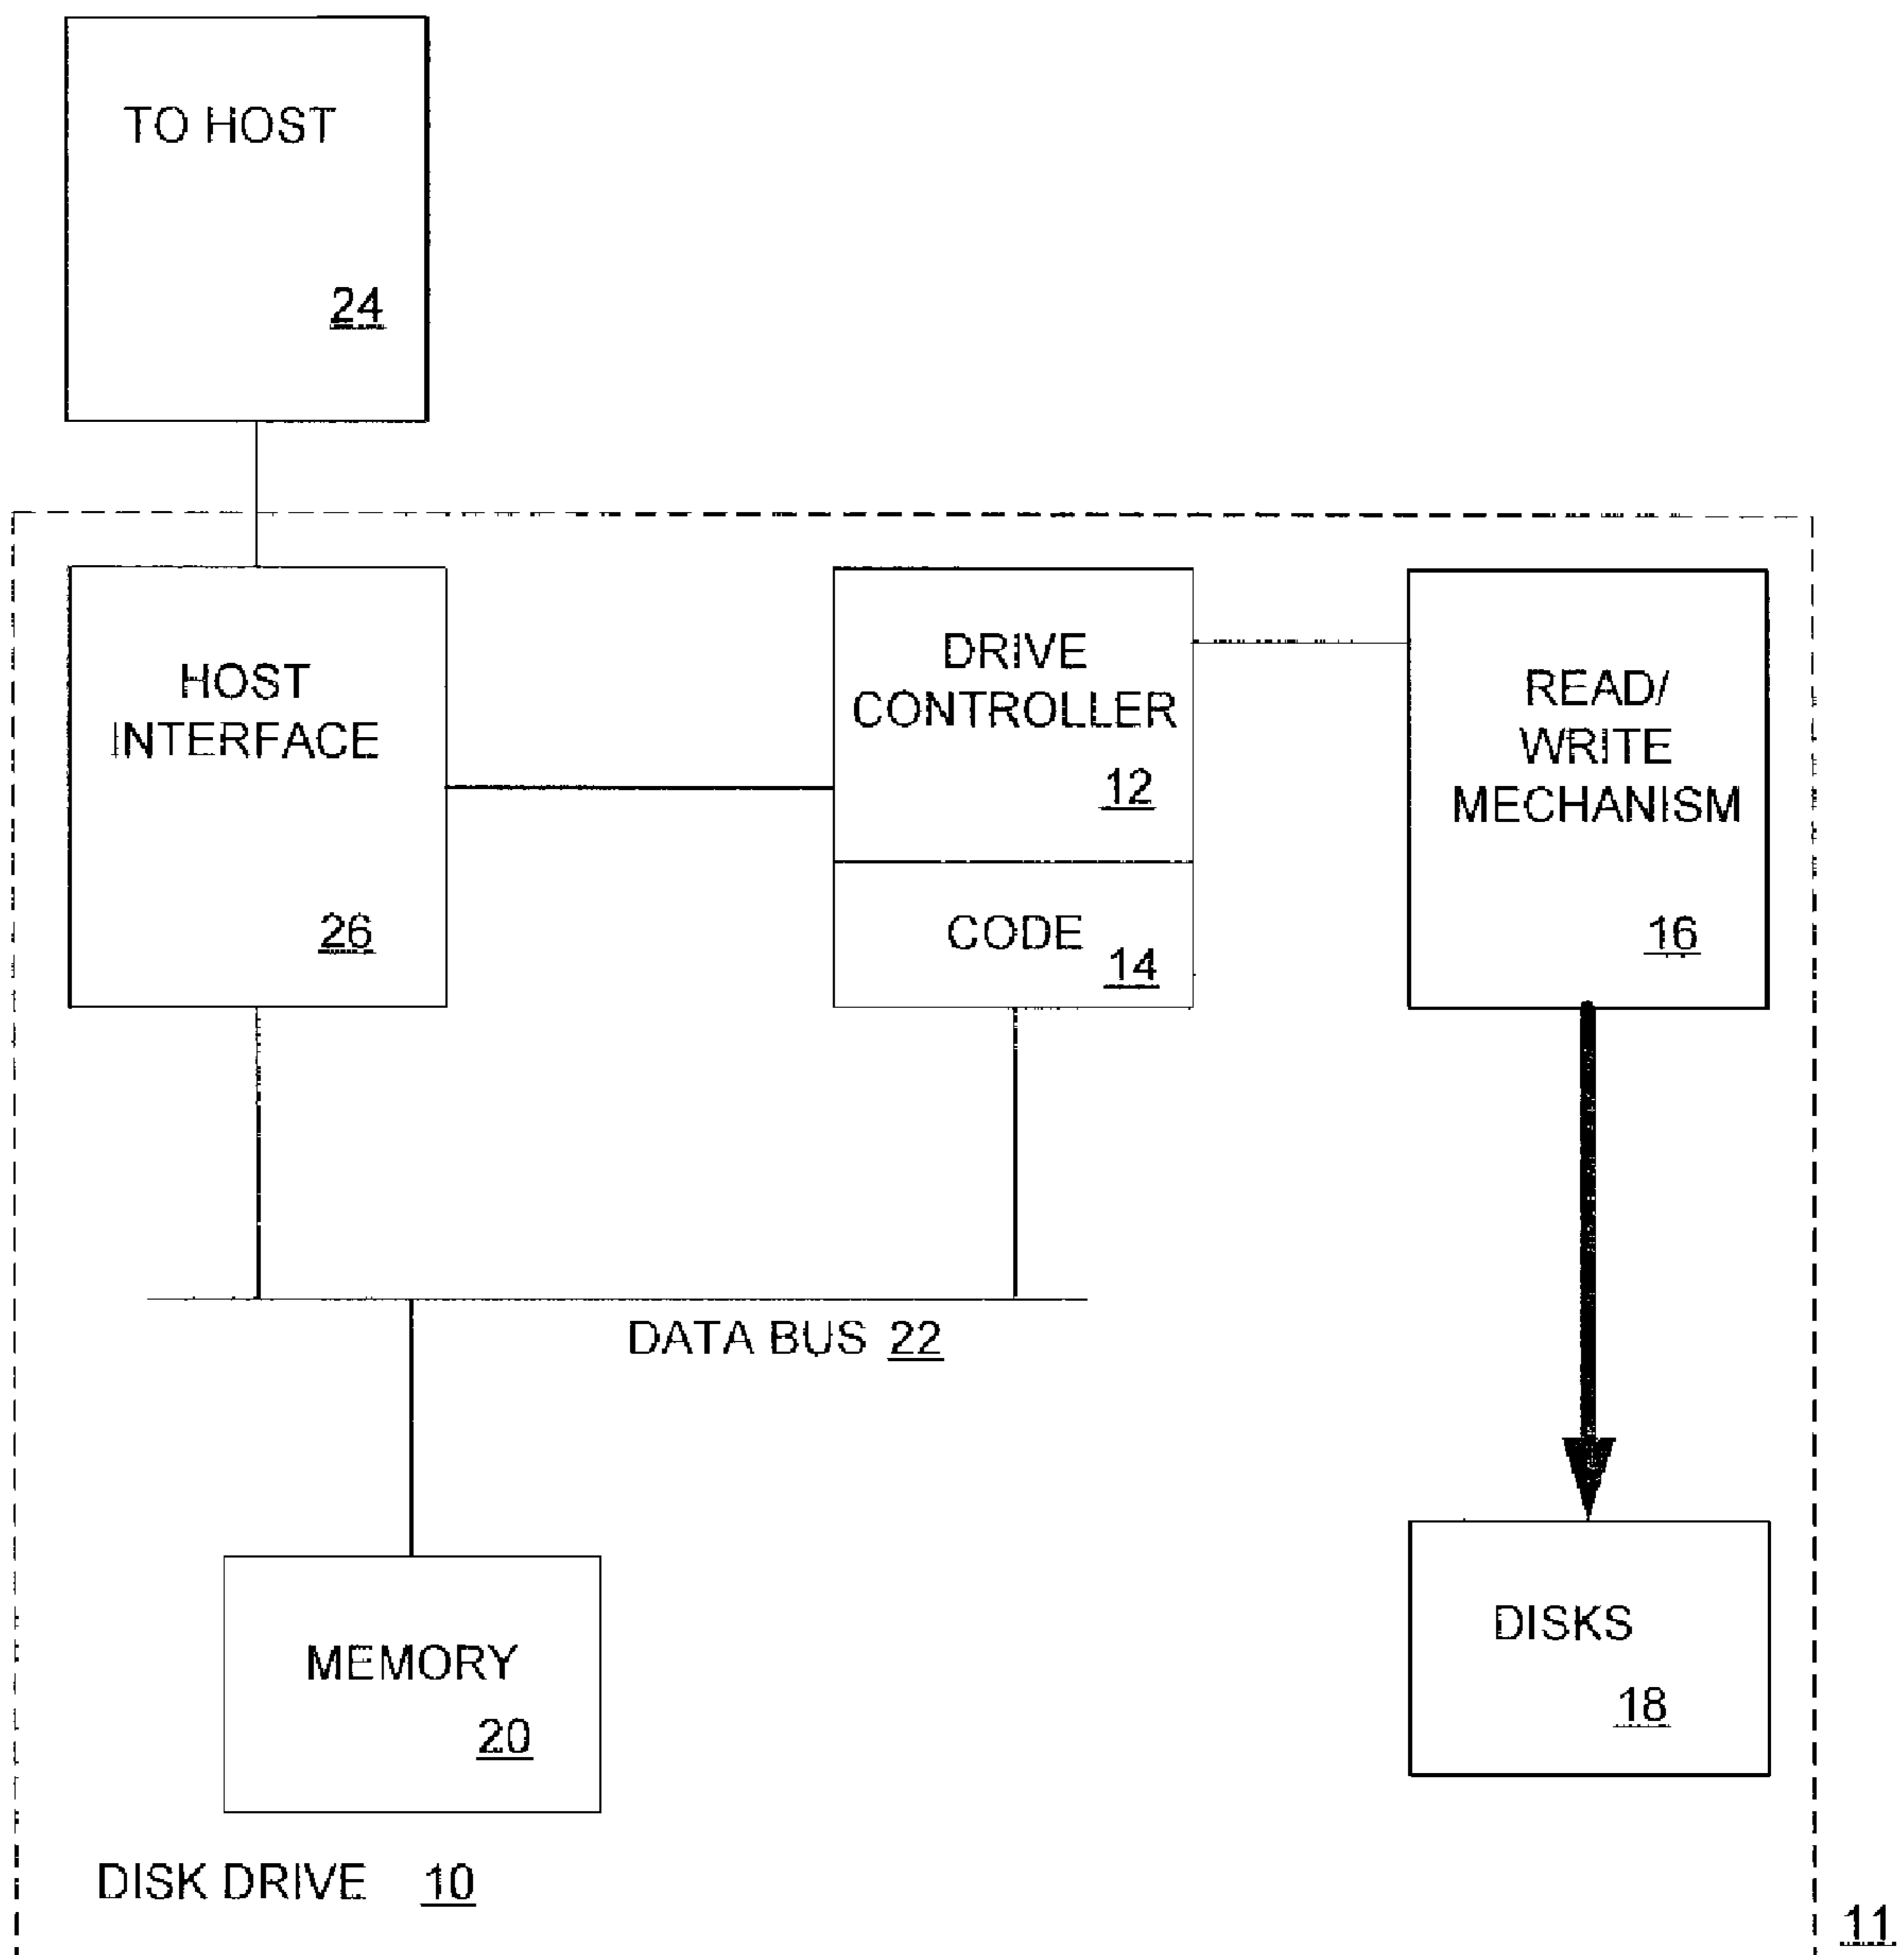 TO HOST
24
HOST
INTERFACE
26
DRIVE
CONTROLLER
12
CODE
14
READ/
WRITE
MECHANISM
16
DATA BUS 22
MEMORY
20
DISKS
18
DISK DRIVE 10
11